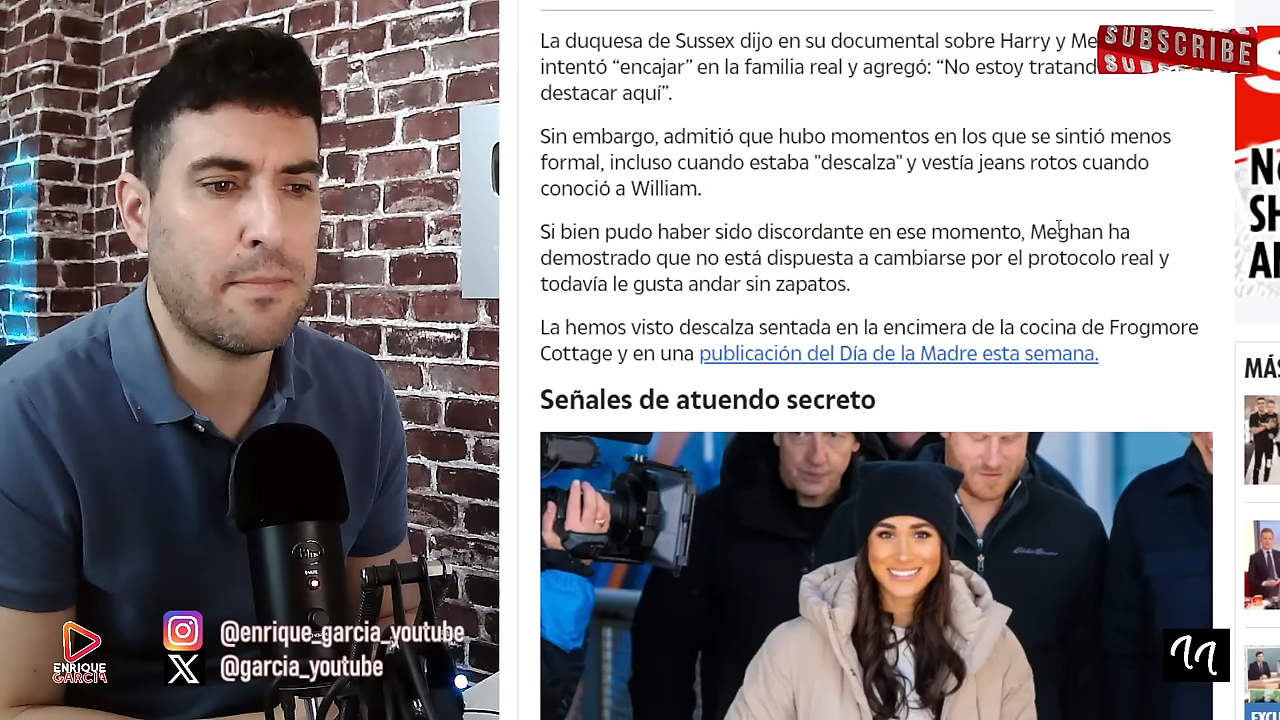 La duquesa de Sussex dijo en su documental sobre Harry y Me
intentó “encajar” en la familia real y agregó: “No estoy tratand
destacar aquí”.
Sin embargo, admitió que hubo momentos en los que se sintió menos
formal, incluso cuando estaba "descalza" y vestía jeans rotos cuando
conoció a William.
Si bien pudo haber sido discordante en ese momento, Meghan ha
demostrado que no está dispuesta a cambiarse por el protocolo real y
todavía le gusta andar sin zapatos.
La hemos visto descalza sentada en la encimera de la cocina de Frogmore
Cottage y en una publicación del Día de la Madre esta semana.
Señales de atuendo secreto
SUBSCRIBE
MÁS
ENRIQUE
GARCIA
@enrique_garcia_youtube
@garcia_youtube